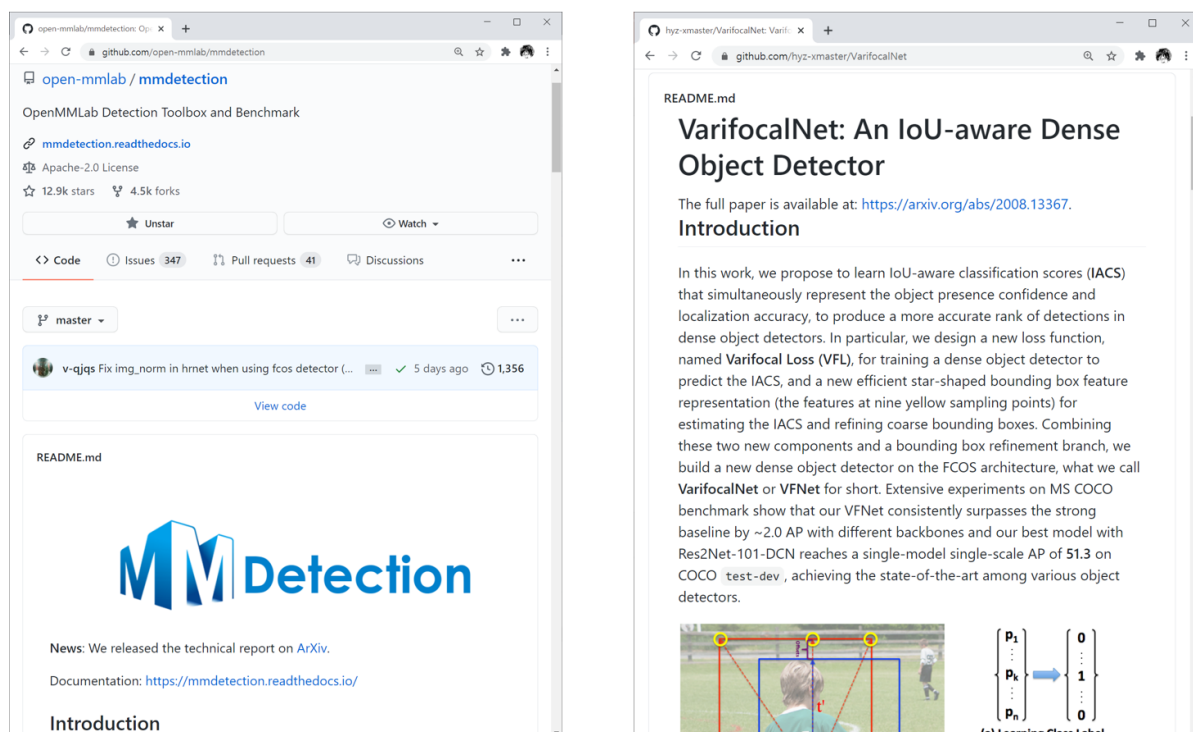 open-mmlab/mmdetection: Op
github.com/open-mmlab/mmdetection
open-mmlab / mmdetection
OpenMMLab Detection Toolbox and Benchmark
mmdetection.readthedocs.io
Apache-2.0 License
12.9k stars 4.5k forks
Unstar Watch
Code Issues 347 Pull requests 41 Discussions ...
master ...
v-qjqs Fix img_norm in hrnet when using fcos detector (... ... 5 days ago 1,356
View code
README.md
MMDetection
News: We released the technical report on ArXiv.
Documentation: https://mmdetection.readthedocs.io/
Introduction
hyz-xmaster/VarifocalNet: Varifo
github.com/hyz-xmaster/VarifocalNet
README.md
VarifocalNet: An IoU-aware Dense
Object Detector
The full paper is available at: https://arxiv.org/abs/2008.13367.
Introduction
In this work, we propose to learn IoU-aware classification scores (IACS)
that simultaneously represent the object presence confidence and
localization accuracy, to produce a more accurate rank of detections in
dense object detectors. In particular, we design a new loss function,
named Varifocal Loss (VFL), for training a dense object detector to
predict the IACS, and a new efficient star-shaped bounding box feature
representation (the features at nine yellow sampling points) for
estimating the IACS and refining coarse bounding boxes. Combining
these two new components and a bounding box refinement branch, we
build a new dense object detector on the FCOS architecture, what we call
VarifocalNet or VFNet for short. Extensive experiments on MS COCO
benchmark show that our VFNet consistently surpasses the strong
baseline by ~2.0 AP with different backbones and our best model with
Res2Net-101-DCN reaches a single-model single-scale AP of 51.3 on
COCO test-dev , achieving the state-of-the-art among various object
detectors.
t'
p1 0
⋮ ⋮
pk 1
⋮ ⋮
pn 0